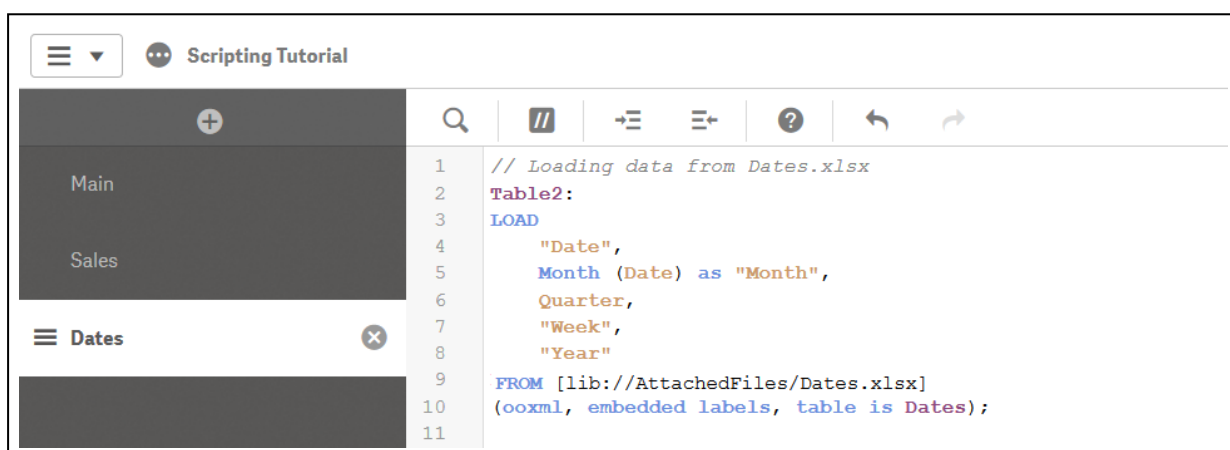 Scripting Tutorial
Main
Sales
Dates
//
?
1 // Loading data from Dates.xlsx
2 Table2:
3 LOAD
4 "Date",
5 Month (Date) as "Month",
6 Quarter,
7 "Week",
8 "Year"
9 FROM [lib://AttachedFiles/Dates.xlsx]
10 (ooxml, embedded labels, table is Dates);
11